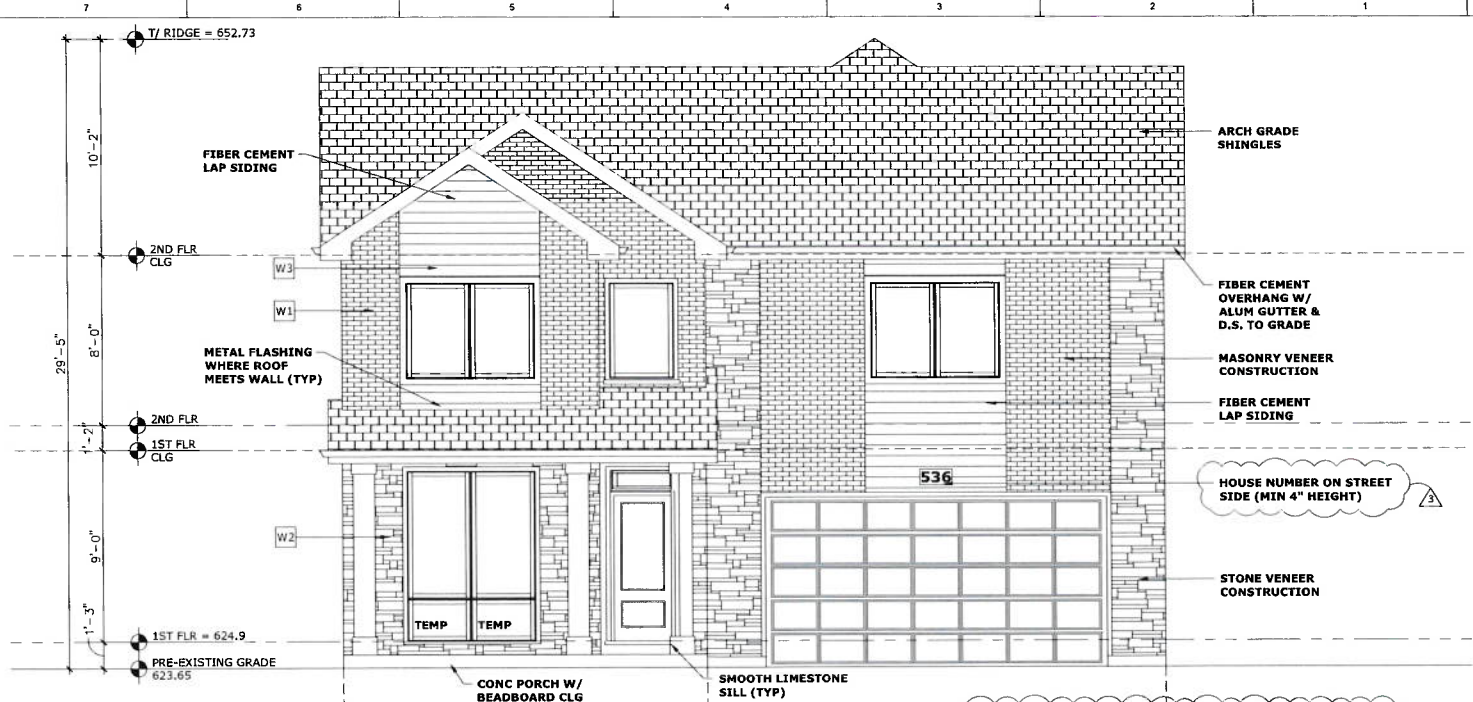 7 6 5 4 3 2 1
T/ RIDGE = 652.73
10'-2"
FIBER CEMENT
LAP SIDING
ARCH GRADE
SHINGLES
2ND FLR
CLG
W3
W1
FIBER CEMENT
OVERHANG W/
ALUM GUTTER &
D.S. TO GRADE
29'-5"
8'-0"
METAL FLASHING
WHERE ROOF
MEETS WALL (TYP)
MASONRY VENEER
CONSTRUCTION
FIBER CEMENT
LAP SIDING
2ND FLR
1'-2"
1ST FLR
CLG
536
HOUSE NUMBER ON STREET
SIDE (MIN 4" HEIGHT)
3
W2
9'-0"
STONE VENEER
CONSTRUCTION
TEMP TEMP
1'-3"
1ST FLR = 624.9
PRE-EXISTING GRADE
623.65
CONC PORCH W/
BEADBOARD CLG
SMOOTH LIMESTONE
SILL (TYP)